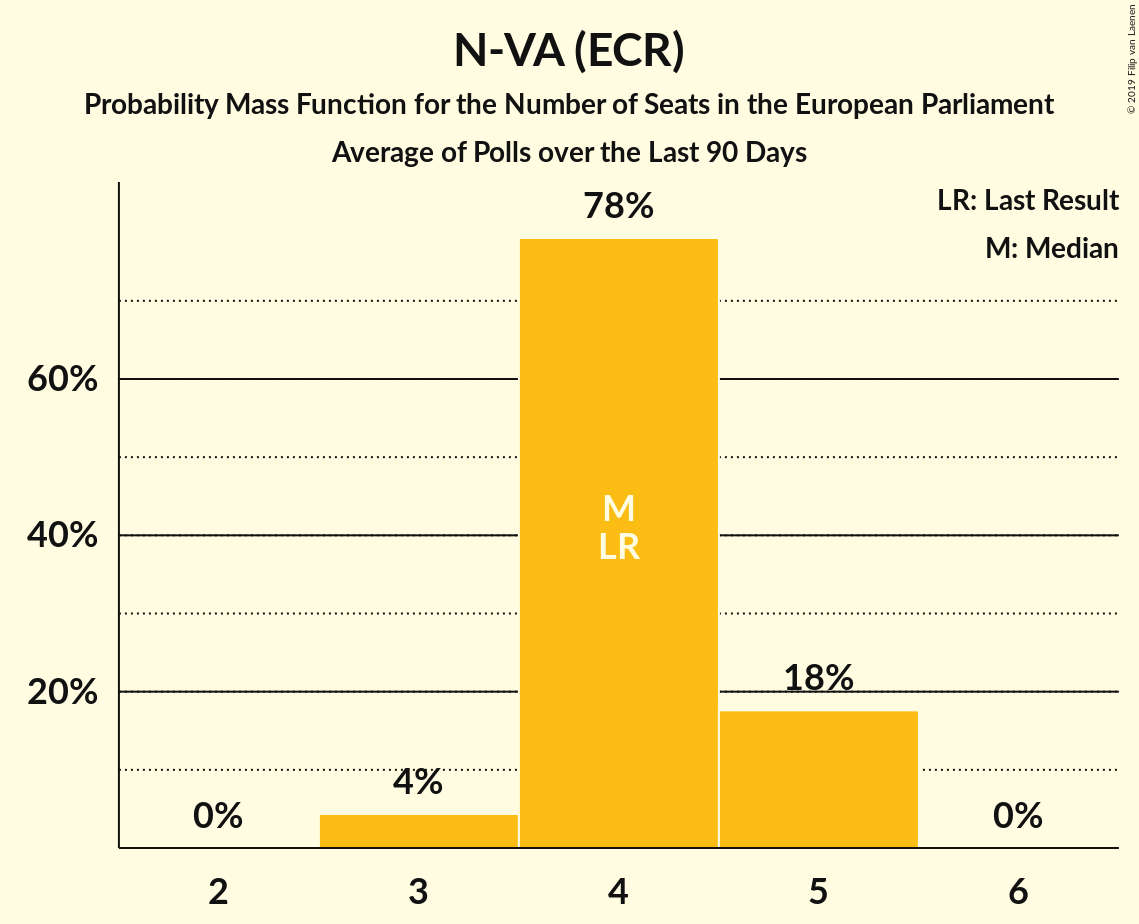 N-VA (ECR)
Probability Mass Function for the Number of Seats in the European Parliament
Average of Polls over the Last 90 Days
© 2019 Filip van Laenen
LR: Last Result
M: Median
78%
60%
40%
20%
M
LR
18%
4%
0%
0%
2 3 4 5 6